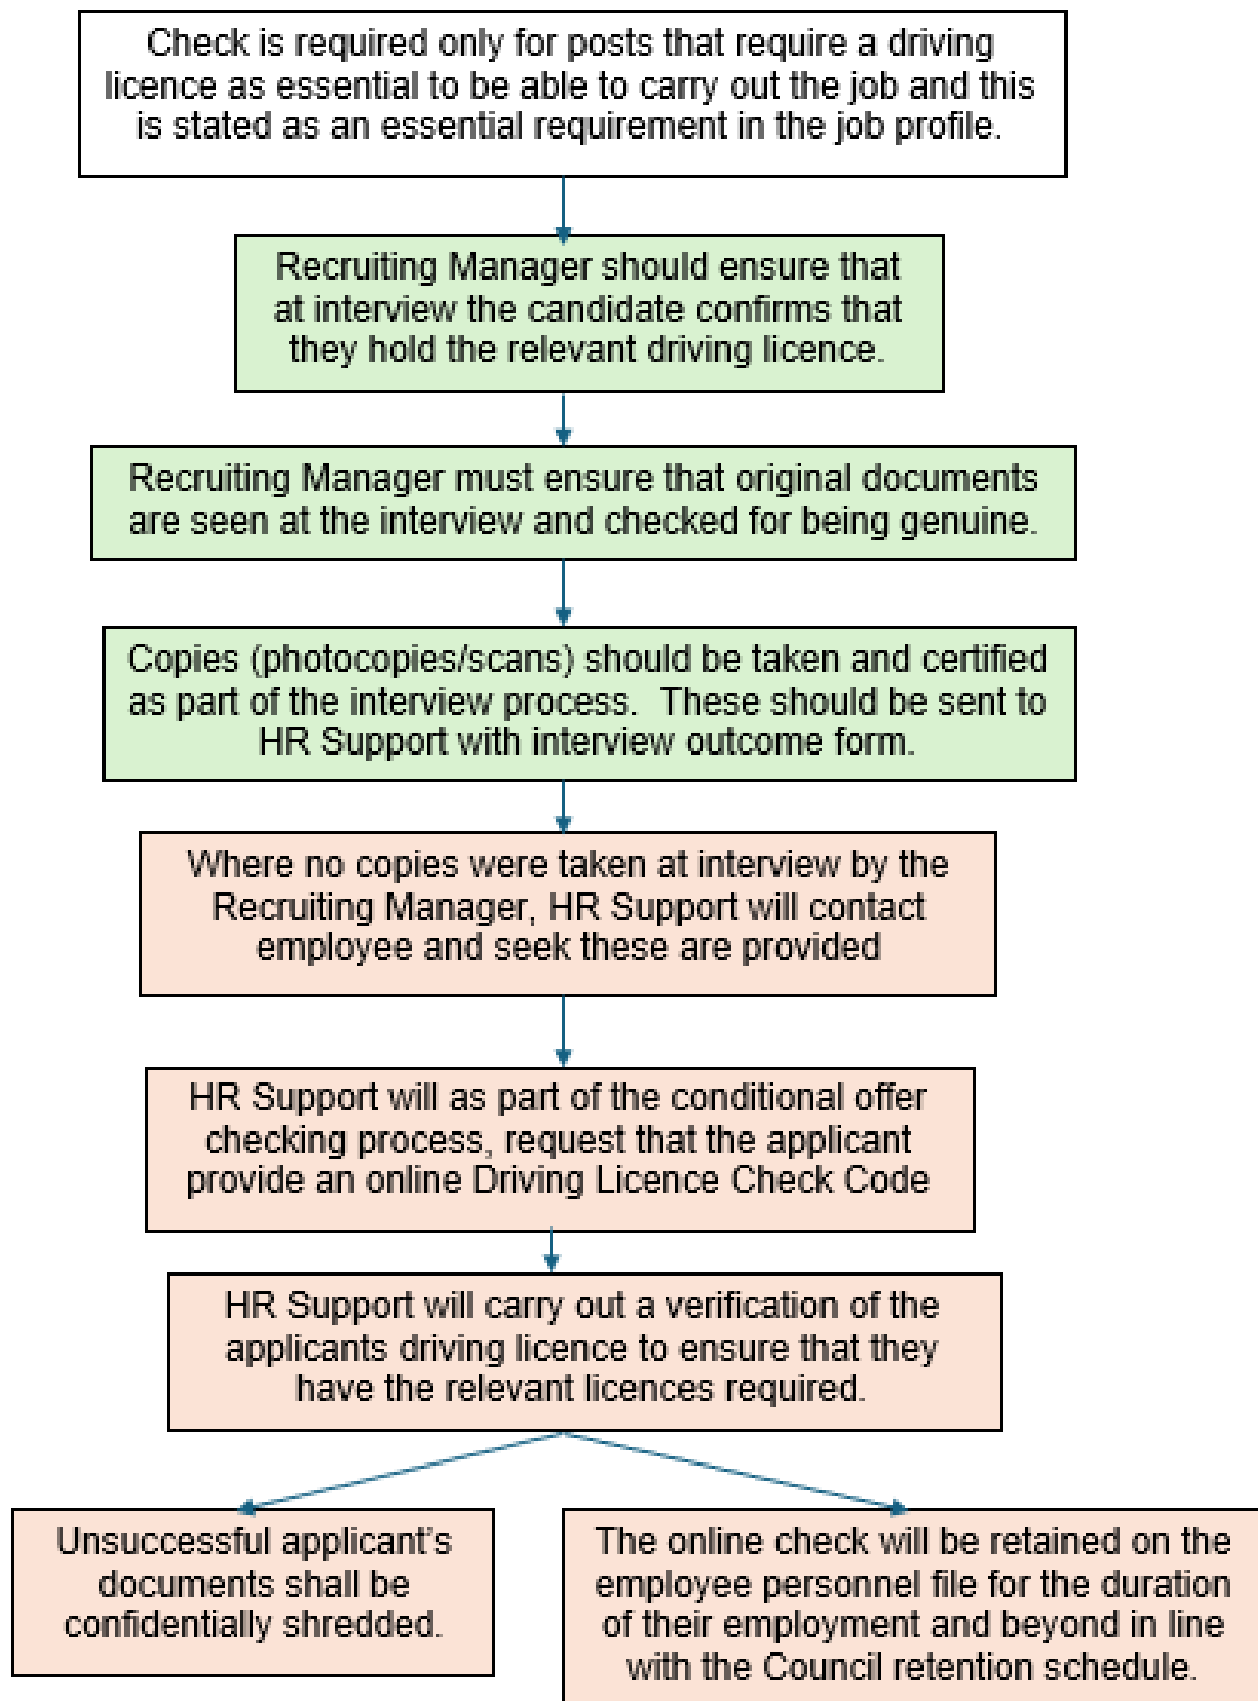 Check is required only for posts that require a driving
licence as essential to be able to carry out the job and this
is stated as an essential requirement in the job profile.
Recruiting Manager should ensure that
at interview the candidate confirms that
they hold the relevant driving licence.
Recruiting Manager must ensure that original documents
are seen at the interview and checked for being genuine.
Copies (photocopies/scans) should be taken and certified
as part of the interview process.  These should be sent to
HR Support with interview outcome form.
Where no copies were taken at interview by the
Recruiting Manager, HR Support will contact
employee and seek these are provided
HR Support will as part of the conditional offer
checking process, request that the applicant
provide an online Driving Licence Check Code
HR Support will carry out a verification of the
applicants driving licence to ensure that they
have the relevant licences required.
Unsuccessful applicant’s
documents shall be
confidentially shredded.
The online check will be retained on the
employee personnel file for the duration
of their employment and beyond in line
with the Council retention schedule.